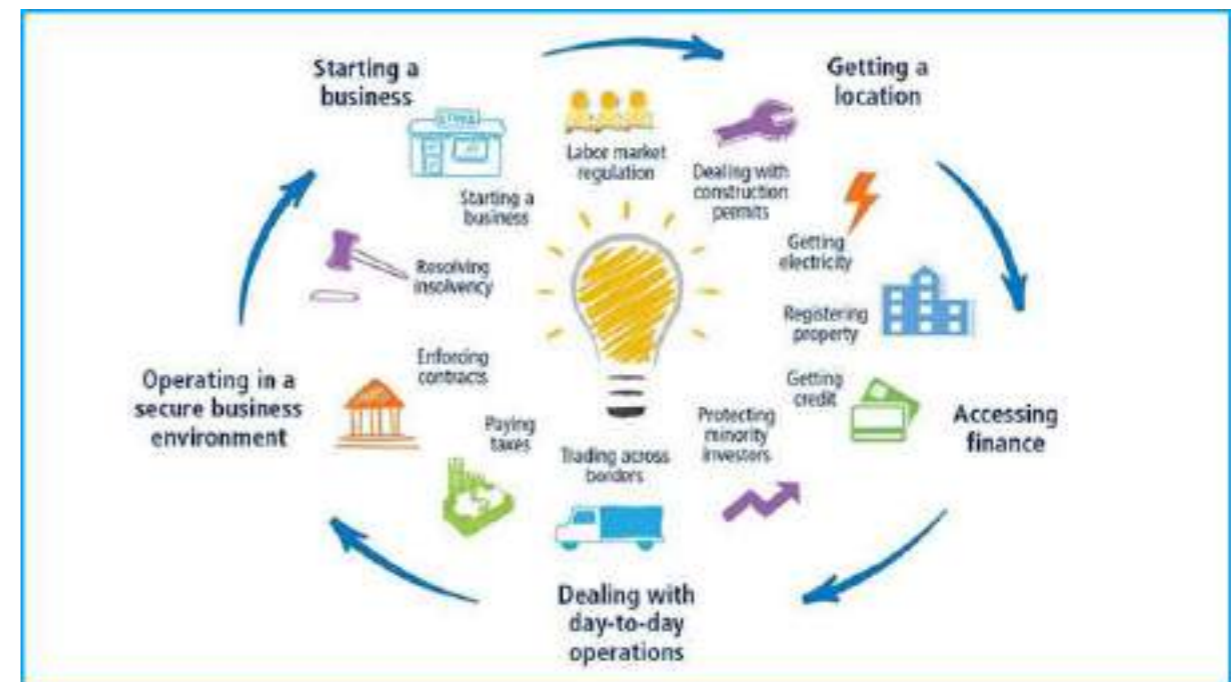 Starting a
business
Getting a
location
Labor market
regulation
Dealing with
construction
permits
Starting a
business
Getting
electricity
Resolving
insolvency
Registering
property
Enforcing
contracts
Getting
credit
Operating in a
secure business
environment
Accessing
finance
Protecting
minority
investors
Paying
taxes
Trading across
borders
Dealing with
day-to-day
operations